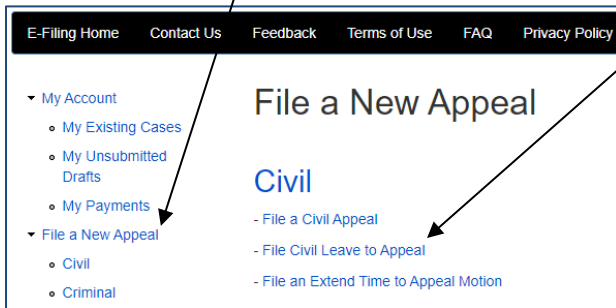 E-Filing Home Contact Us Feedback Terms of Use FAQ Privacy Policy
My Account
My Existing Cases
My Unsubmitted
Drafts
My Payments
File a New Appeal
Civil
Criminal
File a New Appeal
Civil
- File a Civil Appeal
- File Civil Leave to Appeal
- File an Extend Time to Appeal Motion